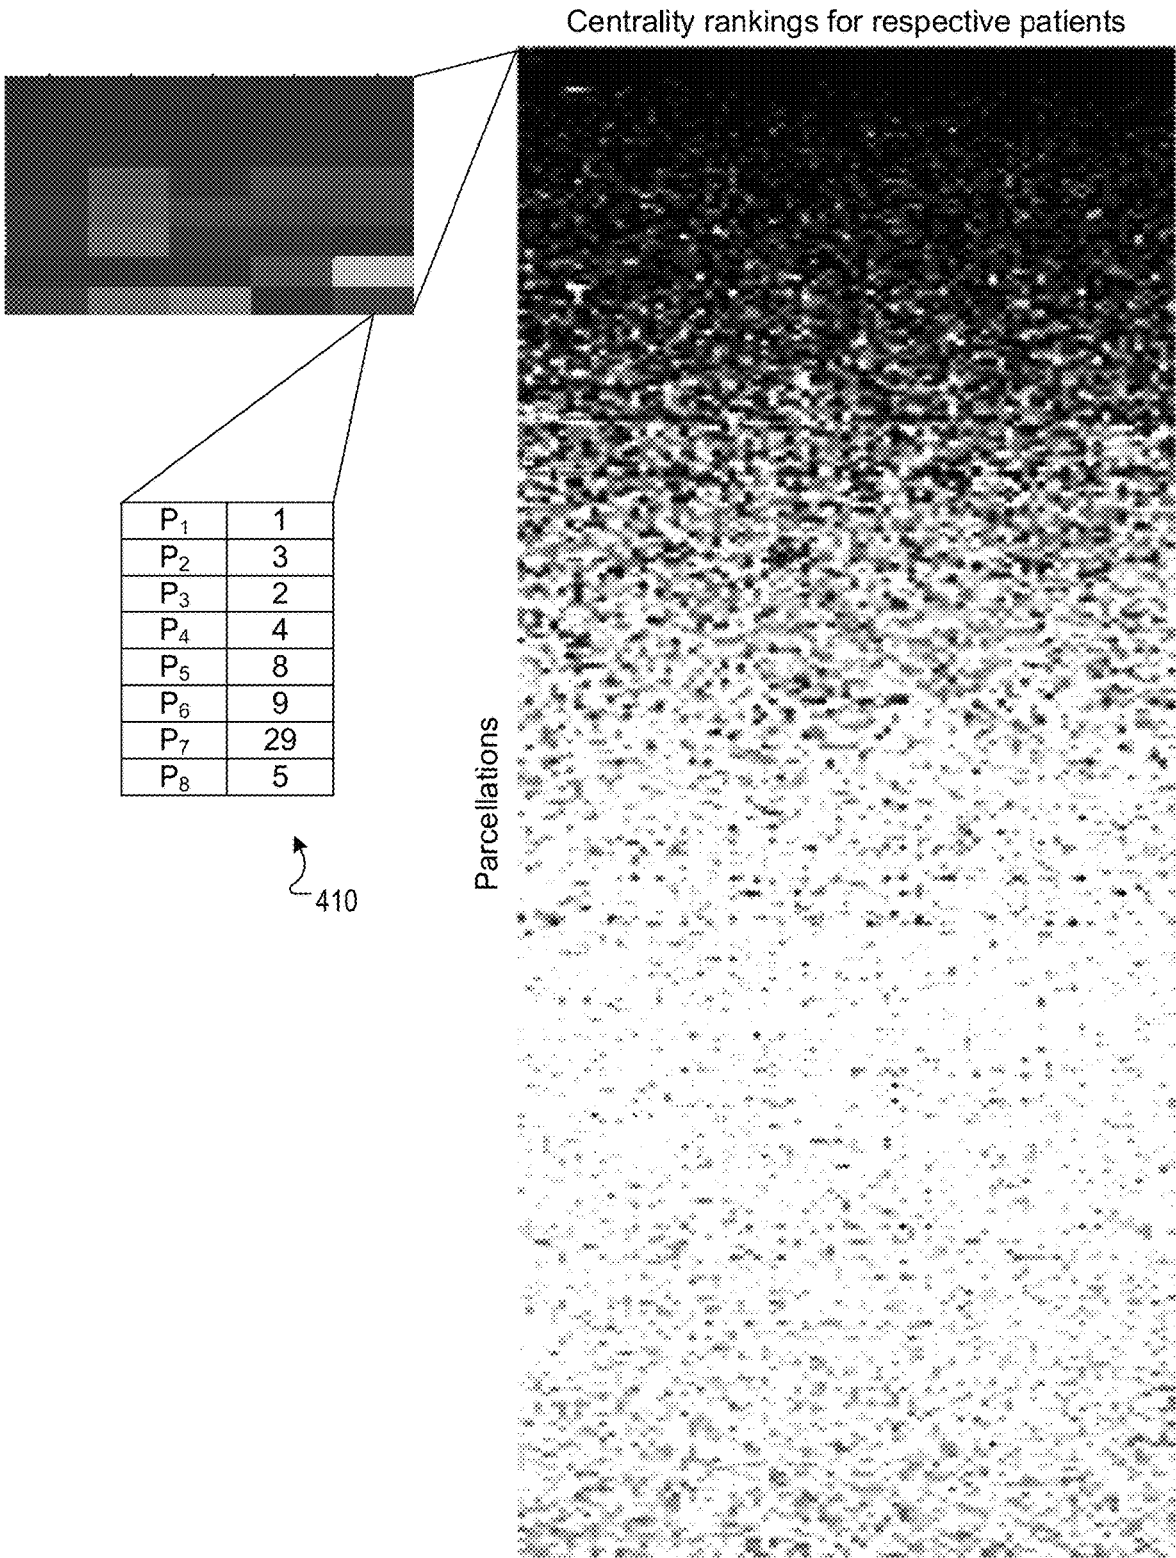 Centrality rankings for respective patients
P₁ 1
P₂ 3
P₃ 2
P₄ 4
P₅ 8
P₆ 9
P₇ 29
P₈ 5
410
Parcellations